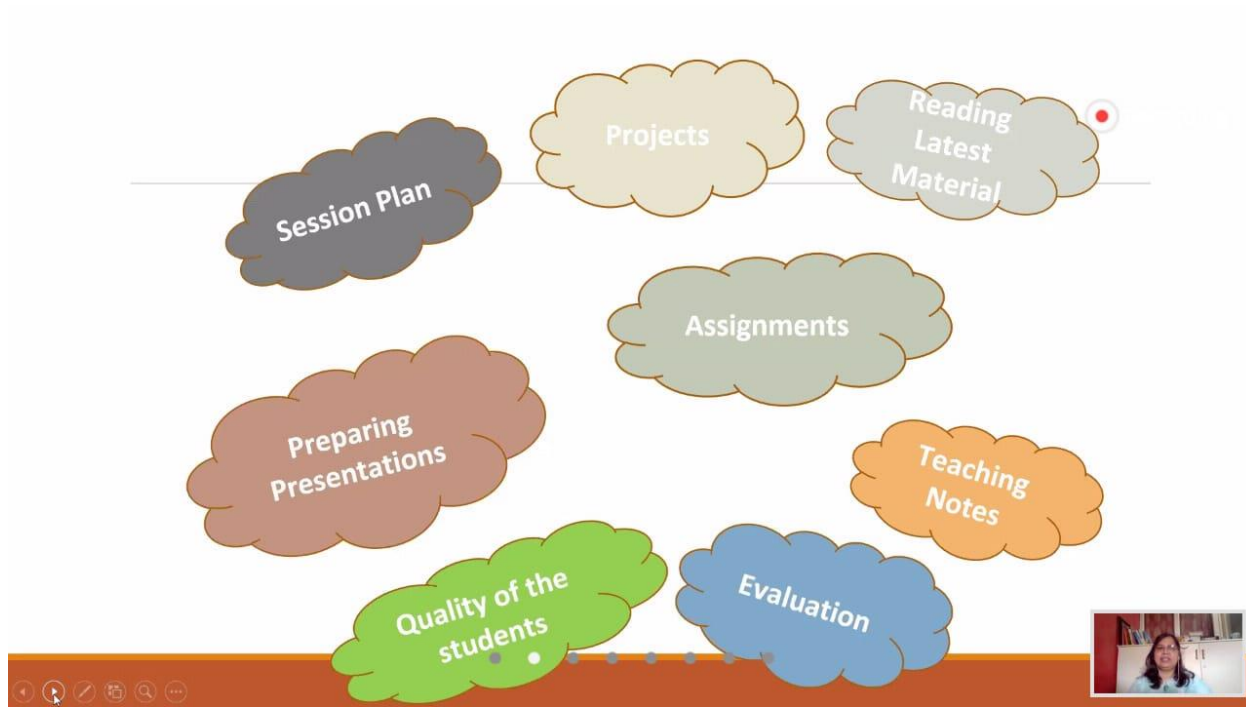 Projects
Reading
Latest
Material
Session Plan
Assignments
Preparing
Presentations
Teaching
Notes
Quality of the
students
Evaluation